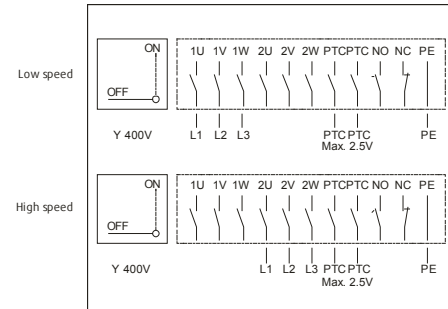 ON 1U 1V 1W 2U 2V 2W PTC PTC NO NC PE
Low speed
OFF
Y 400V L1 L2 L3 PTC PTC PE
Max. 2.5V
ON 1U 1V 1W 2U 2V 2W PTC PTC NO NC PE
High speed
OFF
Y 400V L1 L2 L3 PTC PTC PE
Max. 2.5V